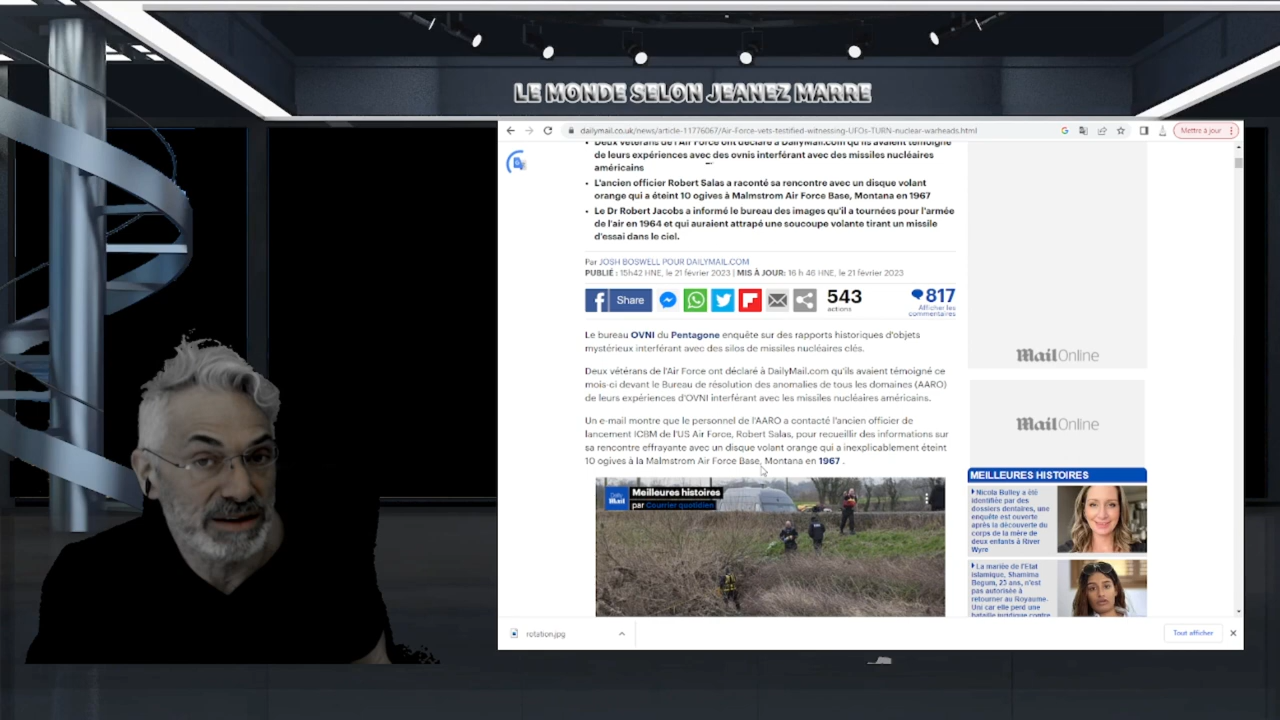 LE MONDE SELON JEANEZ MARRE
dailymail.co.uk/news/article-11776067/Air-Force-vets-testified-witnessing-UFOs-TURN-nuclear-warheads.html
Mettre à jour
Deux vétérans de l'Air Force ont déclaré à DailyMail.com qu'ils avaient témoigné
de leurs expériences avec des ovnis interférant avec des missiles nucléaires
américains
L'ancien officier Robert Salas a raconté sa rencontre avec un disque volant
orange qui a éteint 10 ogives à Malmstrom Air Force Base, Montana en 1967
Le Dr Robert Jacobs a informé le bureau des images qu'il a tournées pour l'armée
de l'air en 1964 et qui auraient attrapé une soucoupe volante tirant un missile
d'essai dans le ciel.
Par JOSH BOSWELL POUR DAILYMAIL.COM
PUBLIÉ : 15h42 HNE, le 21 février 2023 | MIS À JOUR: 16 h 46 HNE, le 21 février 2023
Share
543
actions
817
Afficher les
commentaires
Le bureau OVNI du Pentagone enquête sur des rapports historiques d'objets
mystérieux interférant avec des silos de missiles nucléaires clés.
Deux vétérans de l'Air Force ont déclaré à DailyMail.com qu'ils avaient témoigné ce
mois-ci devant le Bureau de résolution des anomalies de tous les domaines (AARO)
de leurs expériences d'OVNI interférant avec les missiles nucléaires américains.
Un e-mail montre que le personnel de l'AARO a contacté l'ancien officier de
lancement ICBM de l'US Air Force, Robert Salas, pour recueillir des informations sur
sa rencontre effrayante avec un disque volant orange qui a inexplicablement éteint
10 ogives à la Malmstrom Air Force Base, Montana en 1967 .
Daily
Mail
Meilleures histoires
par Courrier quotidien
Mail Online
Mail Online
MEILLEURES HISTOIRES
Nicola Bulley a été
identifiée par des
dossiers dentaires, une
enquête est ouverte
après la découverte du
corps de la mère de
deux enfants à River
Wyre
La mariée de l'Etat
islamique, Shamima
Begum, 23 ans, n'est
pas autorisée à
retourner au Royaume-
Uni car elle perd une
bataille juridique contre
rotation.jpg
Tout afficher